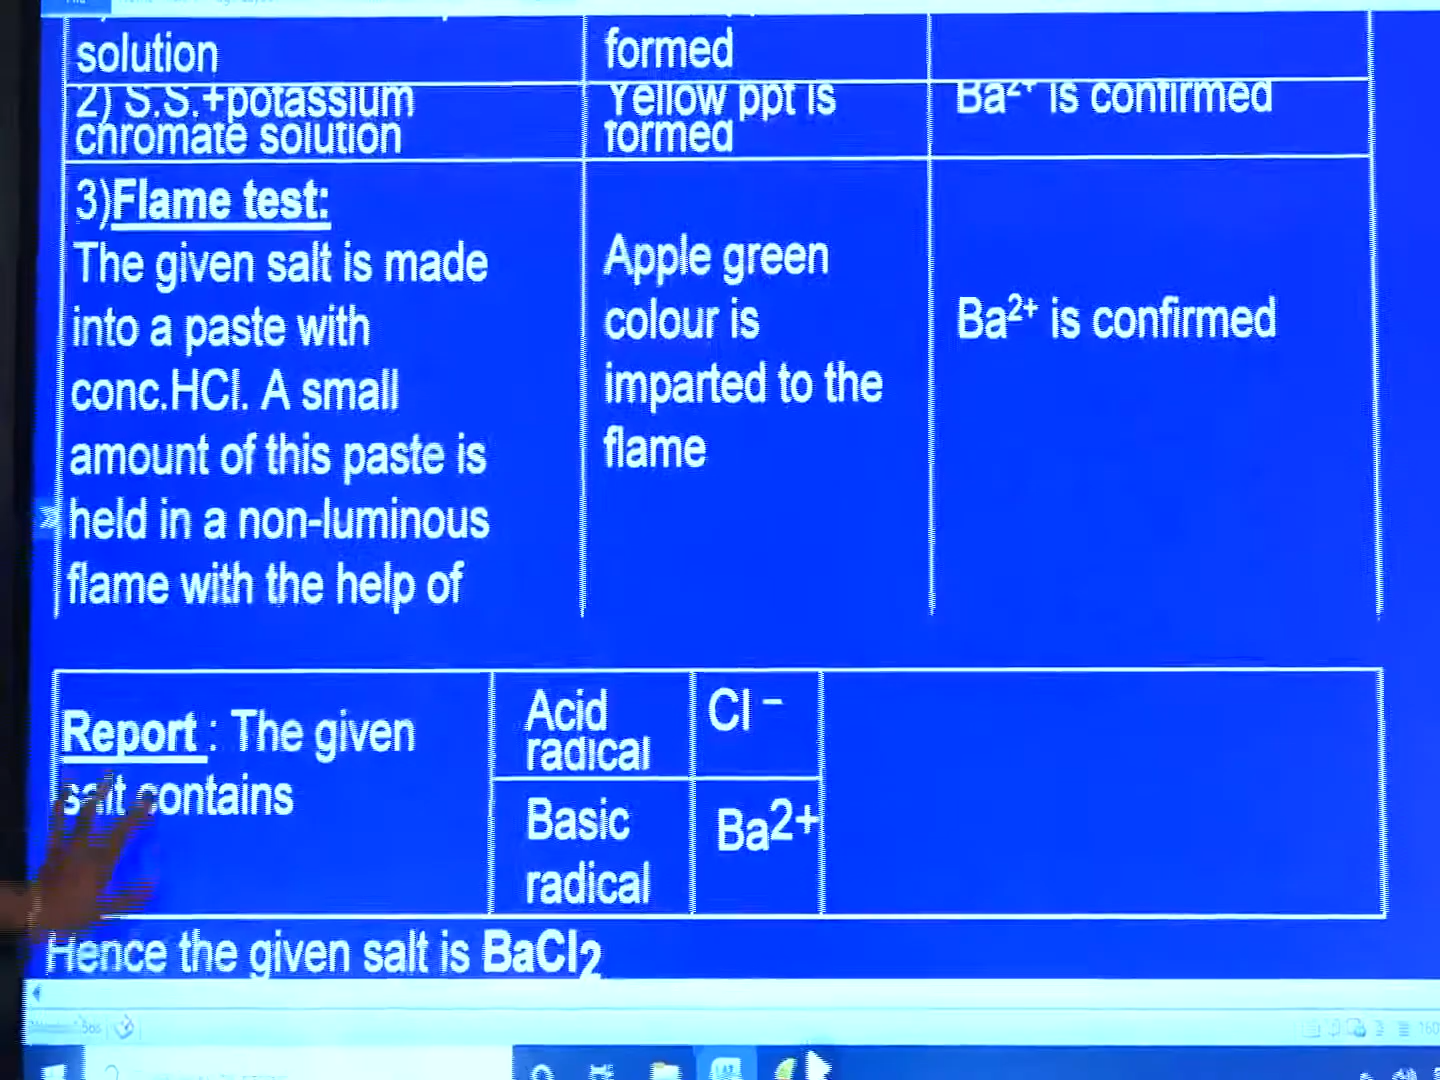 solution
formed
2) S.S.+potassium
chromate solution
Yellow ppt is
formed
Ba²⁺ is confirmed
3)Flame test:
The given salt is made
into a paste with
conc.HCl. A small
amount of this paste is
held in a non-luminous
flame with the help of
Apple green
colour is
imparted to the
flame
Ba²⁺ is confirmed
Report : The given
salt contains
Acid
radical
Cl⁻
Basic
radical
Ba2+
Hence the given salt is BaCl2